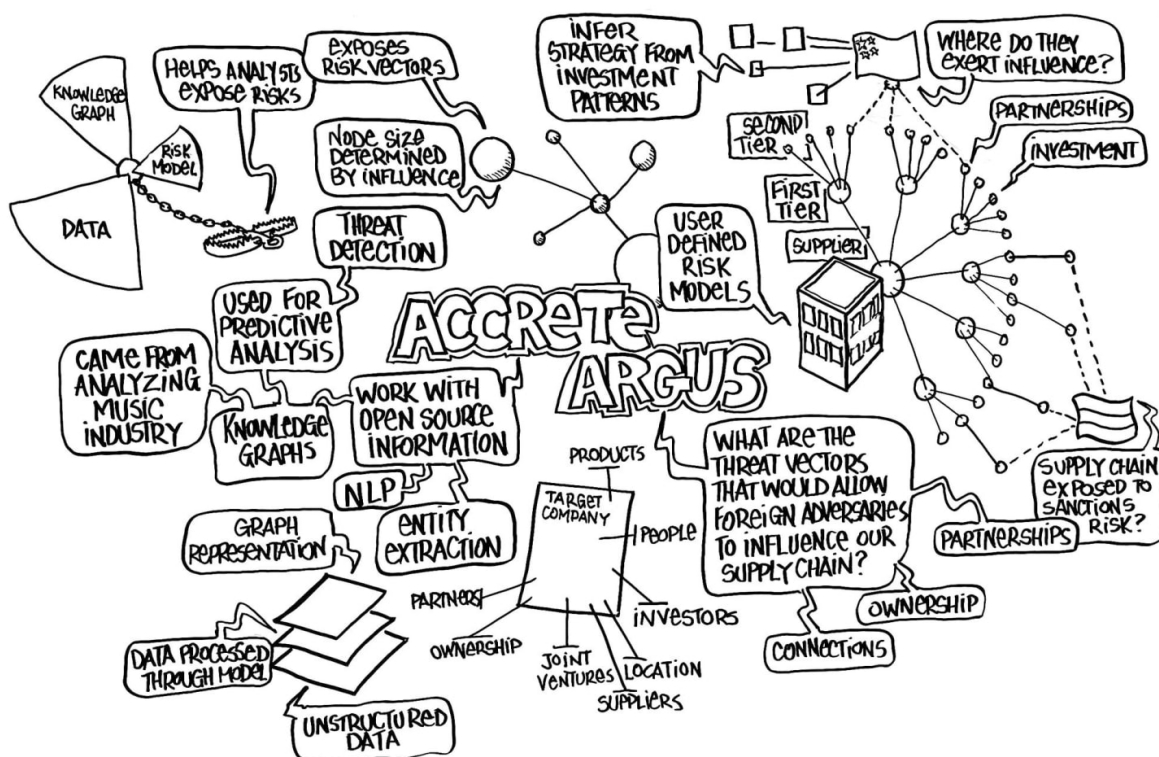 KNOWLEDGE
GRAPH
RISK
MODEL
DATA
HELPS ANALYSTS
EXPOSE RISKS
EXPOSES
RISK VECTORS
NODE SIZE
DETERMINED
BY INFLUENCE
THREAT
DETECTION
USED FOR
PREDICTIVE
ANALYSIS
CAME FROM
ANALYZING
MUSIC
INDUSTRY
KNOWLEDGE
GRAPHS
WORK WITH
OPEN SOURCE
INFORMATION
NLP
ENTITY
EXTRACTION
ACCRETE
ARGUS
INFER
STRATEGY FROM
INVESTMENT
PATTERNS
WHERE DO THEY
EXERT INFLUENCE?
PARTNERSHIPS
INVESTMENT
SECOND
TIER
FIRST
TIER
SUPPLIER
USER
DEFINED
RISK
MODELS
SUPPLY CHAIN
EXPOSED TO
SANCTIONS
RISK?
WHAT ARE THE
THREAT VECTORS
THAT WOULD ALLOW
FOREIGN ADVERSARIES
TO INFLUENCE OUR
SUPPLY CHAIN?
PARTNERSHIPS
OWNERSHIP
CONNECTIONS
TARGET
COMPANY
PRODUCTS
PEOPLE
INVESTORS
LOCATION
SUPPLIERS
JOINT
VENTURES
OWNERSHIP
PARTNERS
GRAPH
REPRESENTATION
DATA PROCESSED
THROUGH MODEL
UNSTRUCTURED
DATA